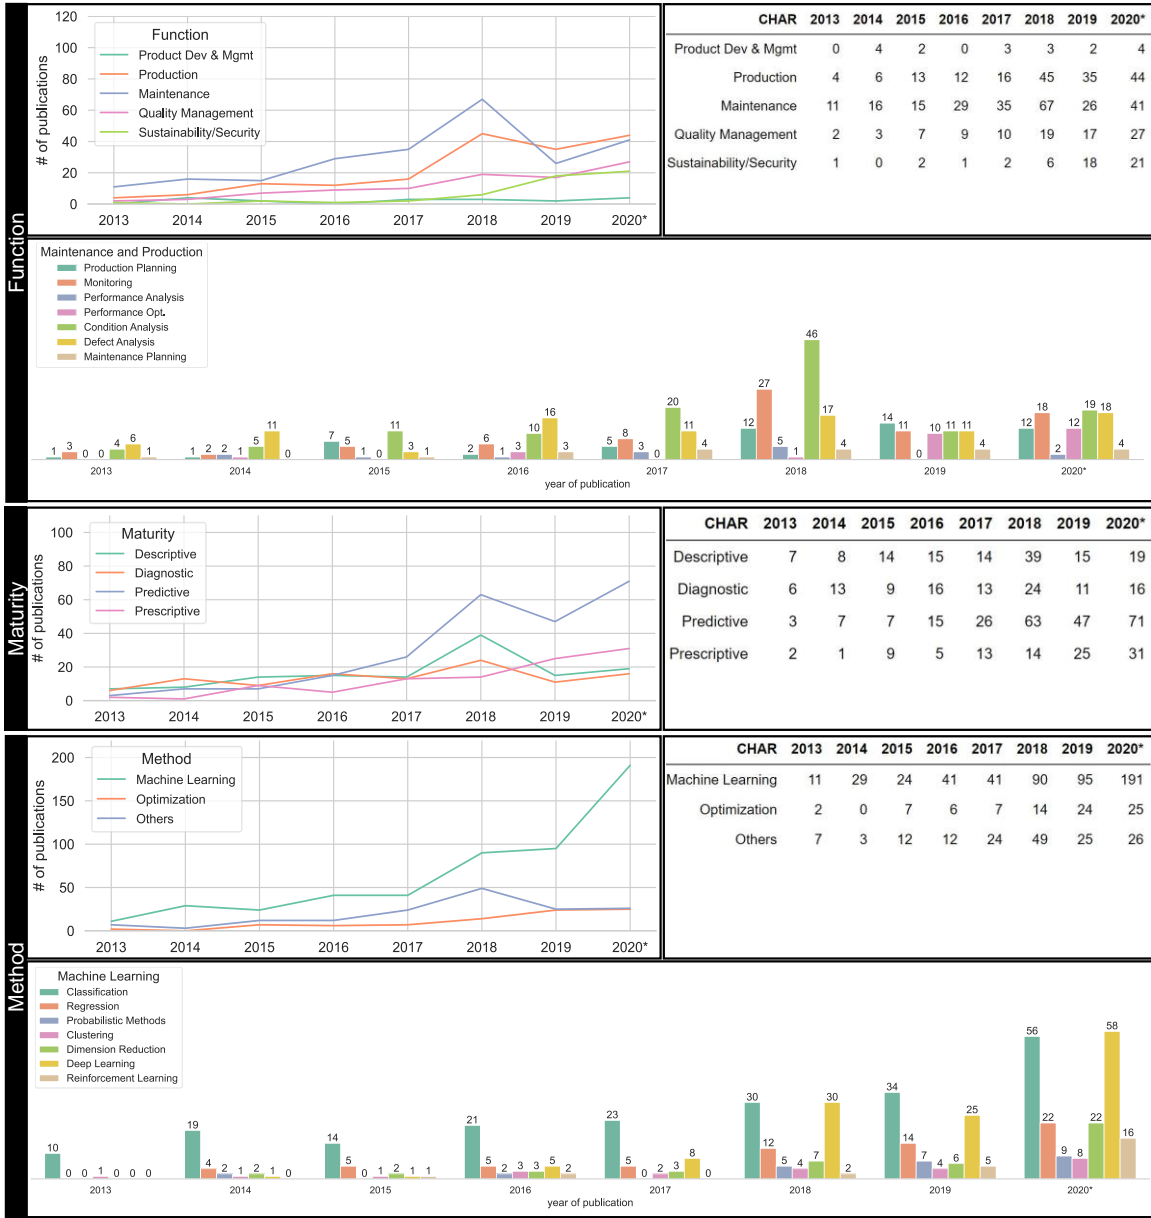 Function
120
100
80
60
40
20
0
# of publications
Function
Product Dev & Mgmt
Production
Maintenance
Quality Management
Sustainability/Security
2013 2014 2015 2016 2017 2018 2019 2020*
CHAR 2013 2014 2015 2016 2017 2018 2019 2020*
Product Dev & Mgmt 0 4 2 0 3 3 2 4
Production 4 6 13 12 16 45 35 44
Maintenance 11 16 15 29 35 67 26 41
Quality Management 2 3 7 9 10 19 17 27
Sustainability/Security 1 0 2 1 2 6 18 21
Maintenance and Production
Production Planning
Monitoring
Performance Analysis
Performance Opt.
Condition Analysis
Defect Analysis
Maintenance Planning
1 3 0 0 4 6 1
1 2 2 1 5 11 0
7 5 1 0 11 3 1
2 6 1 3 10 16 3
5 8 3 0 20 11 4
12 27 5 1 46 17 4
14 11 0 10 11 11 4
12 18 2 12 19 18 4
2013 2014 2015 2016 2017 2018 2019 2020*
year of publication
Maturity
100
80
60
40
20
0
# of publications
Maturity
Descriptive
Diagnostic
Predictive
Prescriptive
2013 2014 2015 2016 2017 2018 2019 2020*
CHAR 2013 2014 2015 2016 2017 2018 2019 2020*
Descriptive 7 8 14 15 14 39 15 19
Diagnostic 6 13 9 16 13 24 11 16
Predictive 3 7 7 15 26 63 47 71
Prescriptive 2 1 9 5 13 14 25 31
Method
200
150
100
50
0
# of publications
Method
Machine Learning
Optimization
Others
2013 2014 2015 2016 2017 2018 2019 2020*
CHAR 2013 2014 2015 2016 2017 2018 2019 2020*
Machine Learning 11 29 24 41 41 90 95 191
Optimization 2 0 7 6 7 14 24 25
Others 7 3 12 12 24 49 25 26
Machine Learning
Classification
Regression
Probabilistic Methods
Clustering
Dimension Reduction
Deep Learning
Reinforcement Learning
10 0 0 1 0 0 0
19 4 2 1 2 1 0
14 5 0 1 2 1 1
21 5 2 3 3 5 2
23 5 0 2 3 8 0
30 12 5 4 7 30 2
34 14 7 4 6 25 5
56 22 9 8 22 58 16
2013 2014 2015 2016 2017 2018 2019 2020*
year of publication